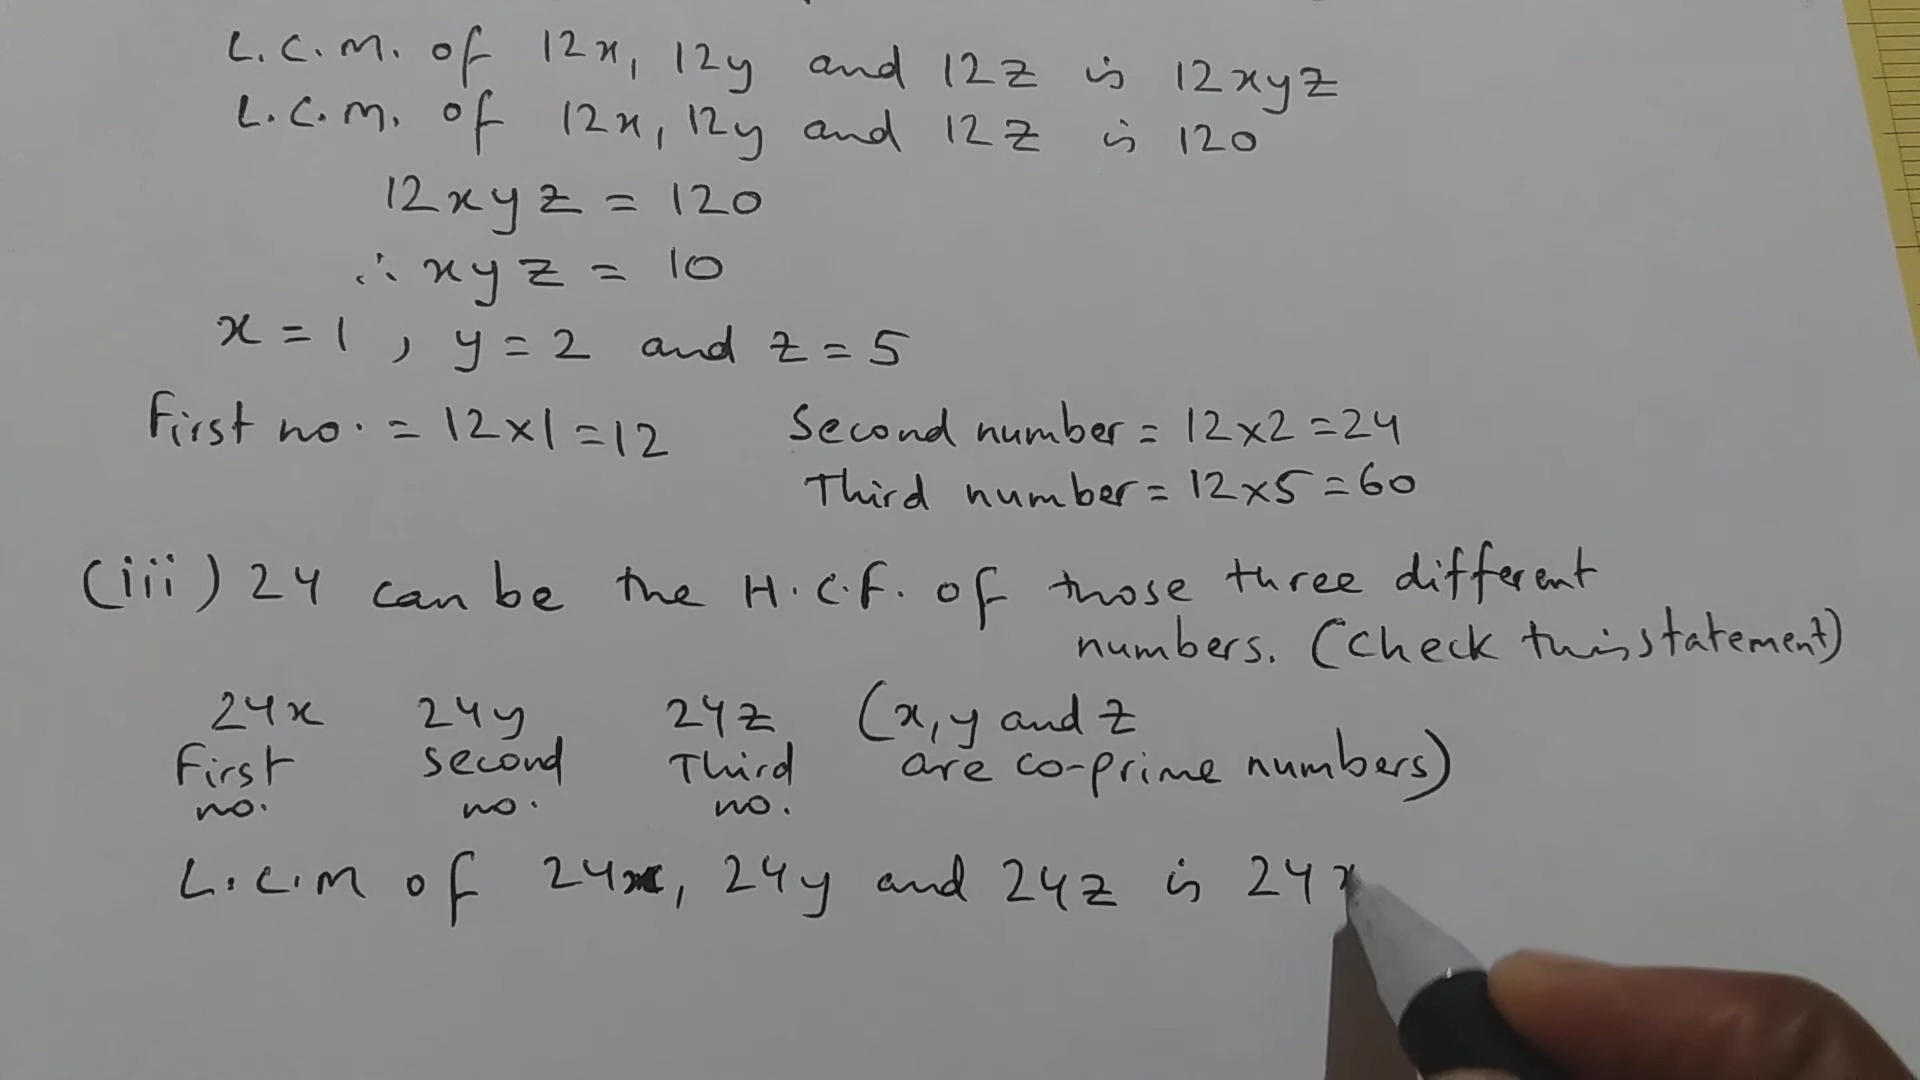 L.C.M. of 12x, 12y and 12z is 12xyz
L.C.M. of 12x, 12y and 12z is 120
12xyz = 120
∴ xyz = 10
x = 1 , y = 2 and z = 5
First no. = 12×1 = 12 Second number = 12×2 = 24
Third number = 12×5 = 60
(iii) 24 can be the H.C.F. of those three different
numbers. (Check this statement)
24x 24y 24z (x, y and z
First second Third are co-prime numbers)
no. no. no.
L.C.M of 24x, 24y and 24z is 24x